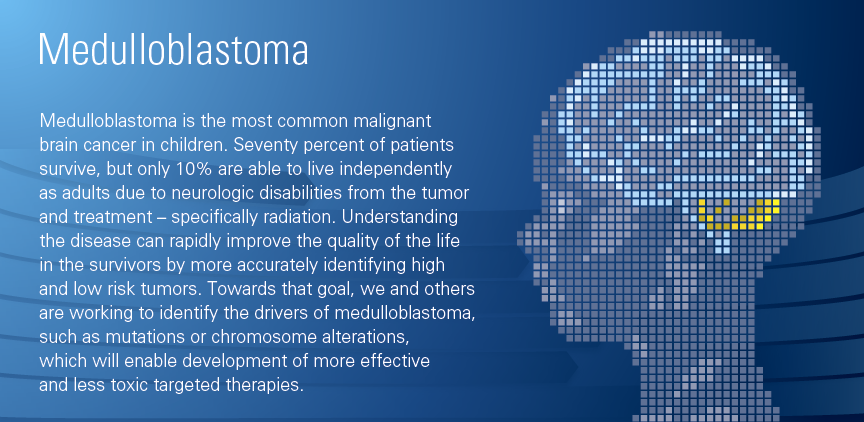 Medulloblastoma
Medulloblastoma is the most common malignant
brain cancer in children. Seventy percent of patients
survive, but only 10% are able to live independently
as adults due to neurologic disabilities from the tumor
and treatment – specifically radiation. Understanding
the disease can rapidly improve the quality of the life
in the survivors by more accurately identifying high
and low risk tumors. Towards that goal, we and others
are working to identify the drivers of medulloblastoma,
such as mutations or chromosome alterations,
which will enable development of more effective
and less toxic targeted therapies.